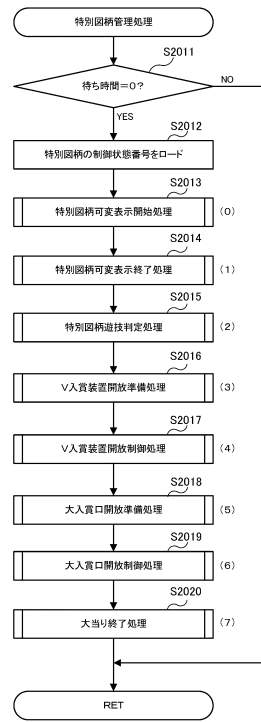 特別図柄管理処理
S2011
待ち時間=0?
NO
YES
S2012
特別図柄の制御状態番号をロード
S2013
特別図柄可変表示開始処理 (0)
S2014
特別図柄可変表示終了処理 (1)
S2015
特別図柄遊技判定処理 (2)
S2016
V入賞装置開放準備処理 (3)
S2017
V入賞装置開放制御処理 (4)
S2018
大入賞口開放準備処理 (5)
S2019
大入賞口開放制御処理 (6)
S2020
大当り終了処理 (7)
RET